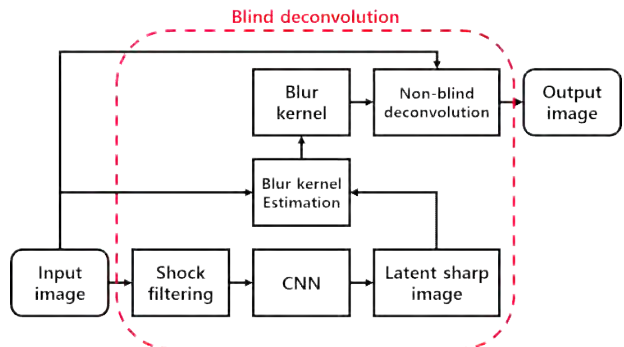 Blind deconvolution
Blur
kernel
Non-blind
deconvolution
Output
image
Blur kernel
Estimation
Input
image
Shock
filtering
CNN
Latent sharp
image